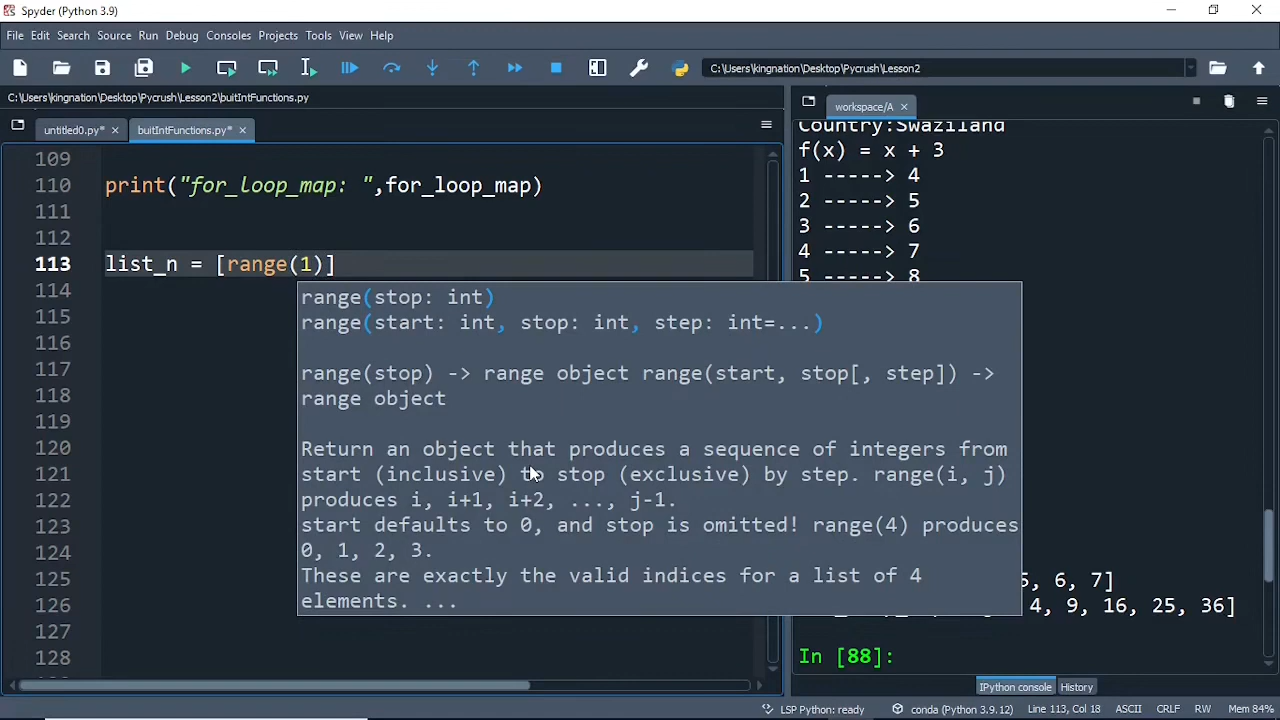 Spyder (Python 3.9)
File Edit Search Source Run Debug Consoles Projects Tools View Help
C:\Users\kingnation\Desktop\Pycrush\Lesson2
C:\Users\kingnation\Desktop\Pycrush\Lesson2\buitIntFunctions.py
untitled0.py*
buitIntFunctions.py*
109
110 print("for_loop_map: ",for_loop_map)
111
112
113 list_n = [range(1)]
114
115
116
117
118
119
120
121
122
123
124
125
126
127
128
range(stop: int)
range(start: int, stop: int, step: int=...)
range(stop) -> range object range(start, stop[, step]) ->
range object
Return an object that produces a sequence of integers from
start (inclusive) to stop (exclusive) by step. range(i, j)
produces i, i+1, i+2, ..., j-1.
start defaults to 0, and stop is omitted! range(4) produces
0, 1, 2, 3.
These are exactly the valid indices for a list of 4
elements. ...
workspace/A
Country:Swaziland
f(x) = x + 3
1 -----> 4
2 -----> 5
3 -----> 6
4 -----> 7
5 -----> 8
5, 6, 7]
4, 9, 16, 25, 36]
In [88]:
IPython console History
LSP Python: ready conda (Python 3.9.12) Line 113, Col 18 ASCII CRLF RW Mem 84%